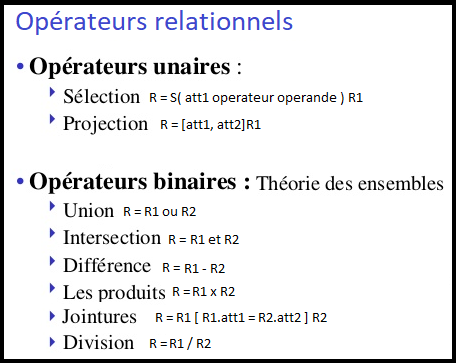 Opérateurs relationnels
• Opérateurs unaires :
Sélection R = S( att1 operateur operande ) R1
Projection R = [att1, att2]R1
• Opérateurs binaires : Théorie des ensembles
Union R = R1 ou R2
Intersection R = R1 et R2
Différence R = R1 - R2
Les produits R = R1 x R2
Jointures R = R1 [ R1.att1 = R2.att2 ] R2
Division R = R1 / R2